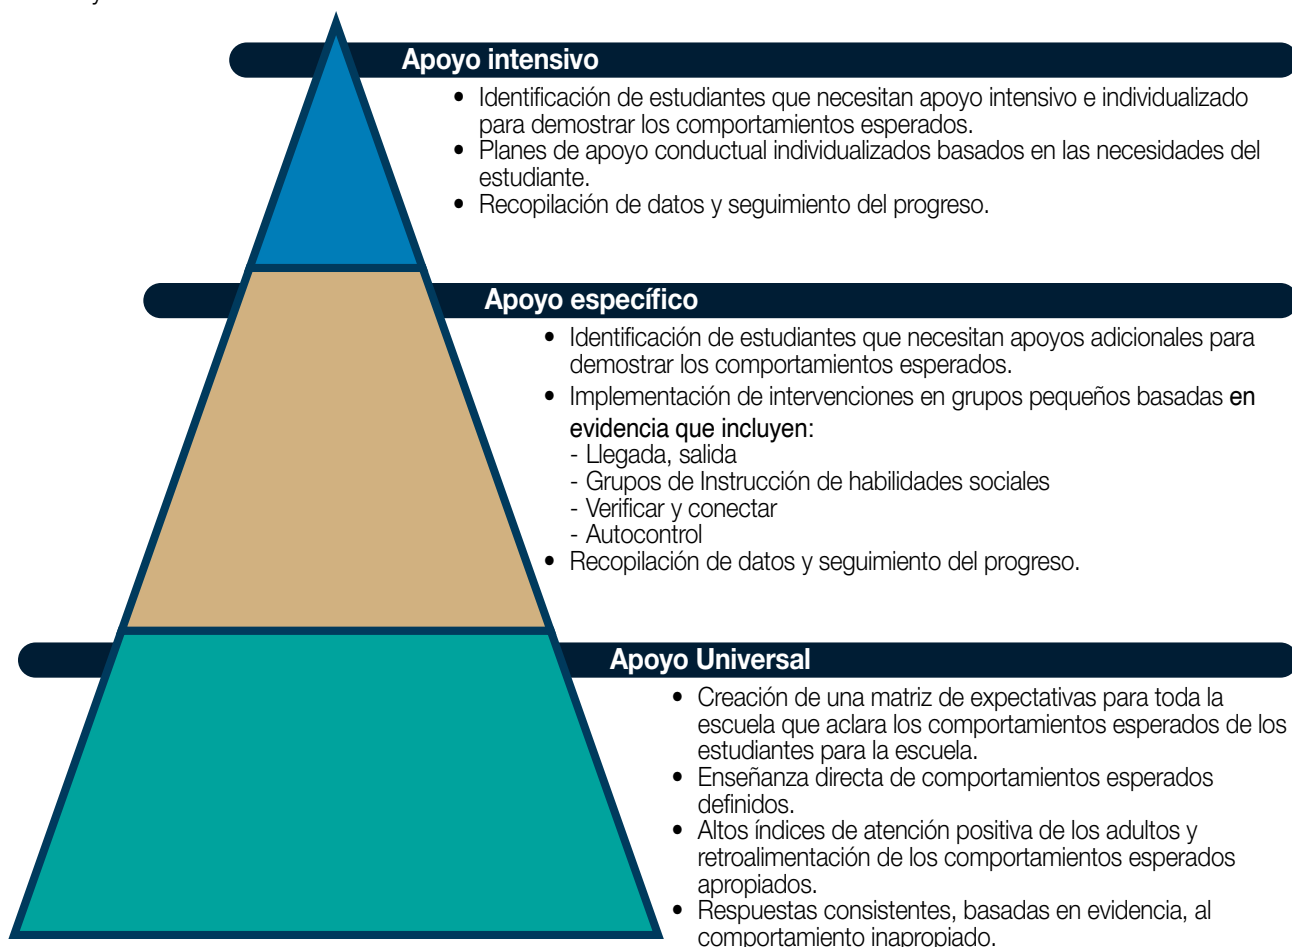 y
Apoyo intensivo
• Identificación de estudiantes que necesitan apoyo intensivo e individualizado
para demostrar los comportamientos esperados.
• Planes de apoyo conductual individualizados basados en las necesidades del
estudiante.
• Recopilación de datos y seguimiento del progreso.
Apoyo específico
• Identificación de estudiantes que necesitan apoyos adicionales para
demostrar los comportamientos esperados.
• Implementación de intervenciones en grupos pequeños basadas en
evidencia que incluyen:
- Llegada, salida
- Grupos de Instrucción de habilidades sociales
- Verificar y conectar
- Autocontrol
• Recopilación de datos y seguimiento del progreso.
Apoyo Universal
• Creación de una matriz de expectativas para toda la
escuela que aclara los comportamientos esperados de los
estudiantes para la escuela.
• Enseñanza directa de comportamientos esperados
definidos.
• Altos índices de atención positiva de los adultos y
retroalimentación de los comportamientos esperados
apropiados.
• Respuestas consistentes, basadas en evidencia, al
comportamiento inapropiado.